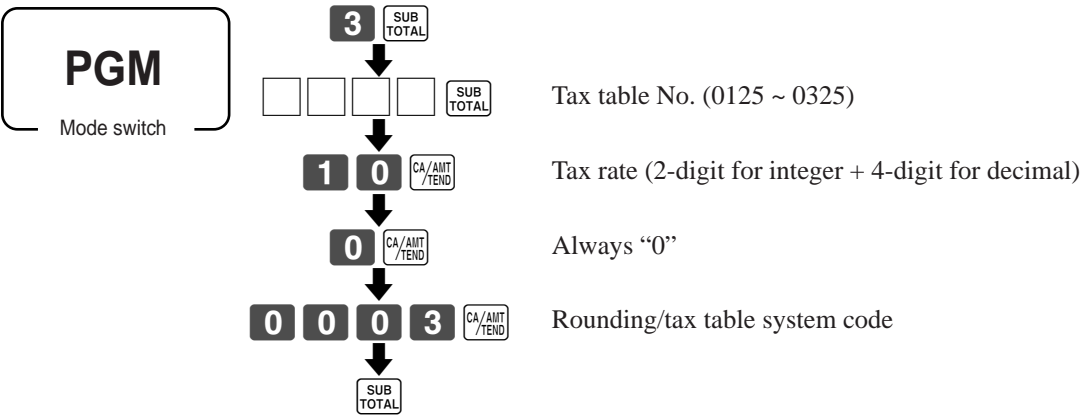 PGM
Mode switch
3 SUB TOTAL
SUB TOTAL Tax table No. (0125 ~ 0325)
1 0 CA/AMT /TEND Tax rate (2-digit for integer + 4-digit for decimal)
0 CA/AMT /TEND Always “0”
0 0 0 3 CA/AMT /TEND Rounding/tax table system code
SUB TOTAL